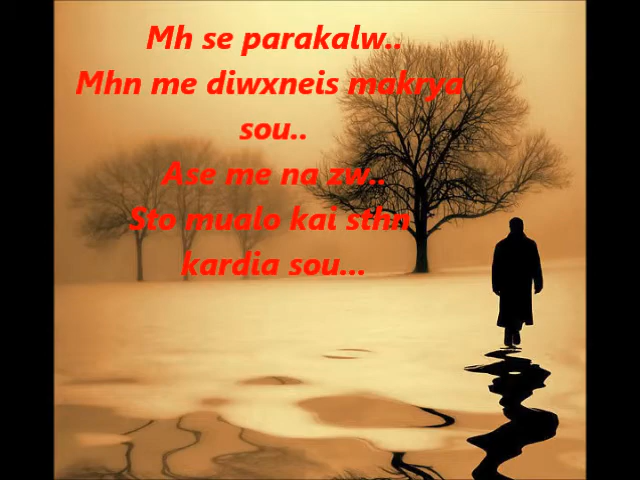 Mh se parakalw..
Mhn me diwxneis makrya
sou..
Ase me na zw..
Sto mualo kai sthn
kardia sou...